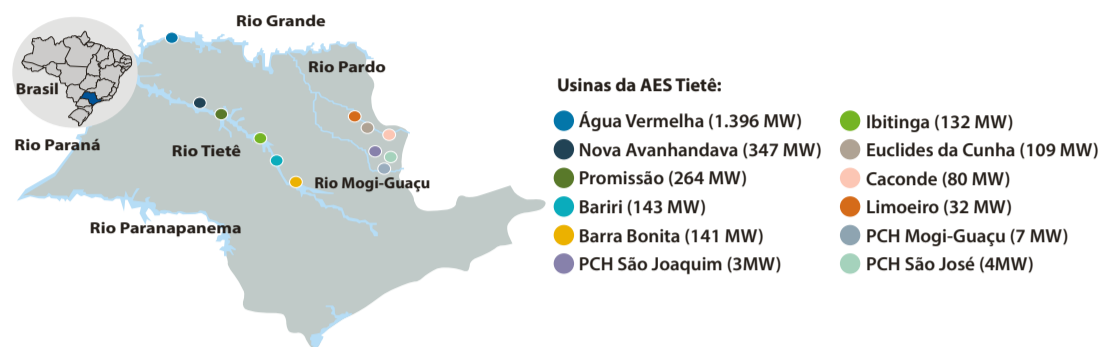 Rio Grande
Rio Pardo
Brasil
Rio Paraná
Rio Tietê
Rio Mogi-Guaçu
Rio Paranapanema
Usinas da AES Tietê:
Água Vermelha (1.396 MW)
Nova Avanhandava (347 MW)
Promissão (264 MW)
Bariri (143 MW)
Barra Bonita (141 MW)
PCH São Joaquim (3MW)
Ibitinga (132 MW)
Euclides da Cunha (109 MW)
Caconde (80 MW)
Limoeiro (32 MW)
PCH Mogi-Guaçu (7 MW)
PCH São José (4MW)